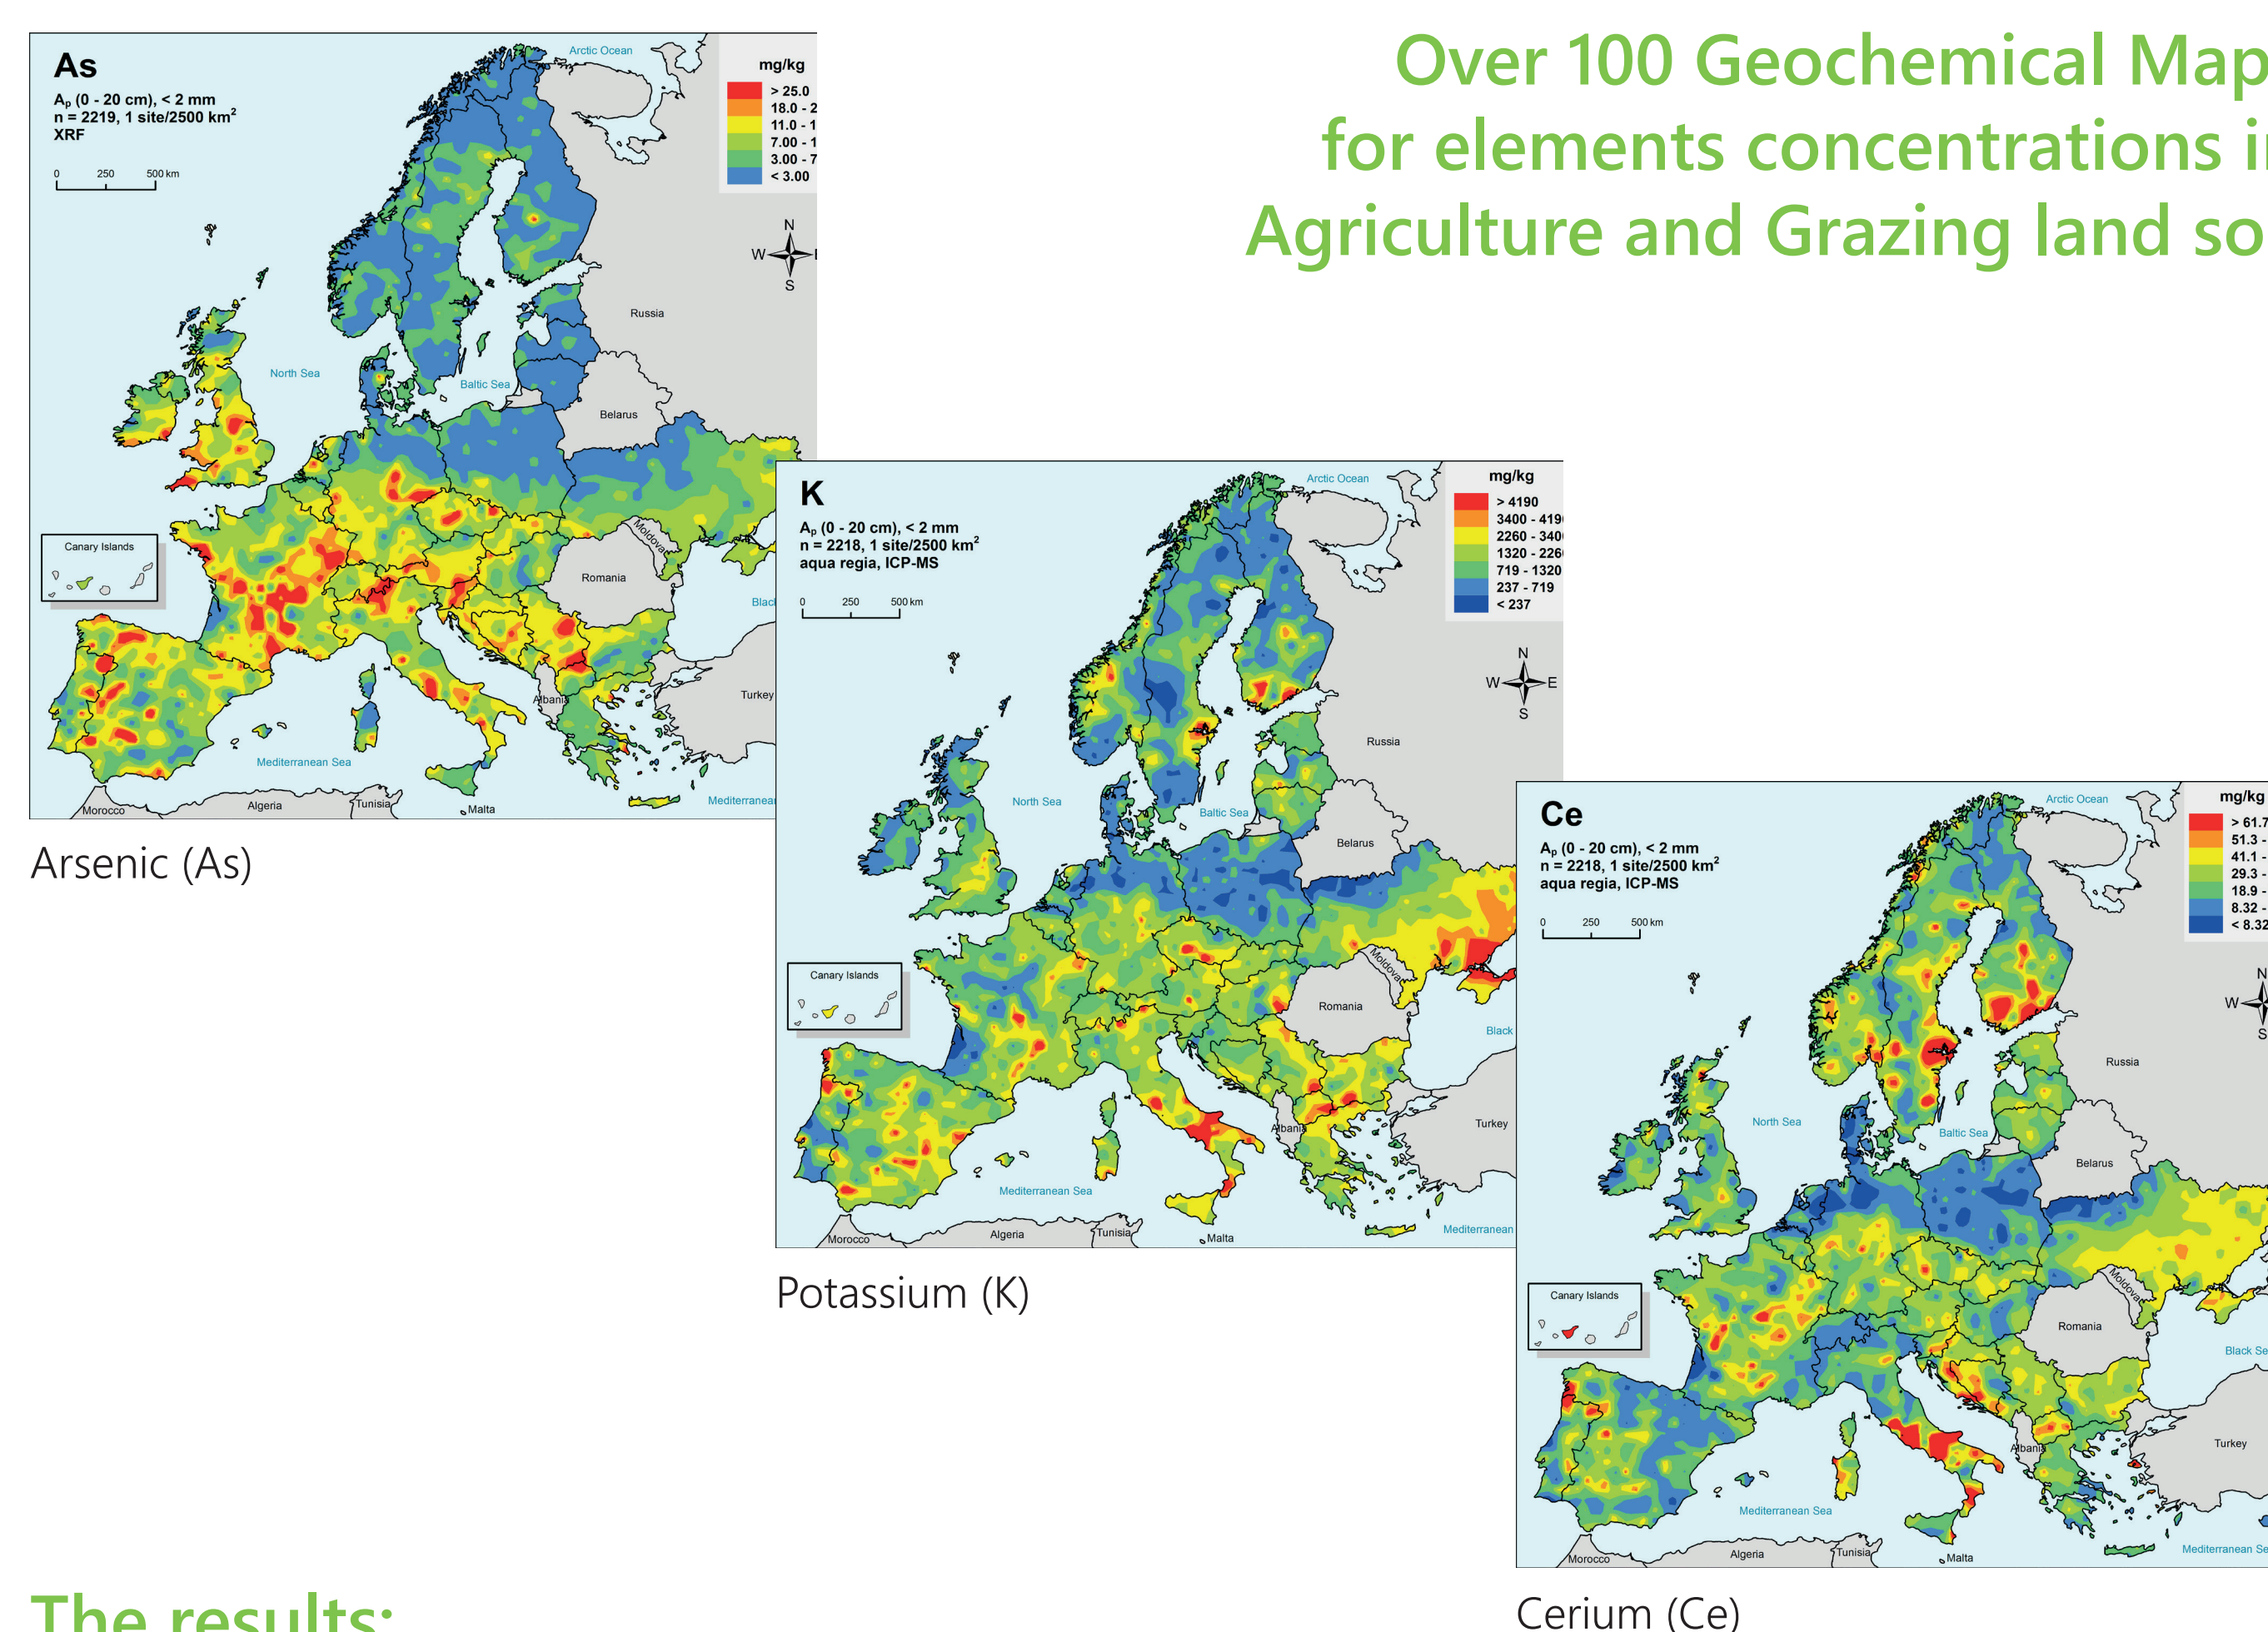 Over 100 Geochemical Map
for elements concentrations i
Agriculture and Grazing land so
As
Aₚ (0 - 20 cm), < 2 mm
n = 2219, 1 site/2500 km²
XRF
0 250 500 km
mg/kg
> 25.0
18.0 - 2
11.0 - 1
7.00 - 1
3.00 - 7
< 3.00
N
W
S
Arctic Ocean
Russia
North Sea
Baltic Sea
Belarus
Moldova
Canary Islands
Romania
Blac
Albania
Turkey
Mediterranean Sea
Mediterranea
Morocco
Algeria
Tunisia
Malta
Arsenic (As)
K
Aₚ (0 - 20 cm), < 2 mm
n = 2218, 1 site/2500 km²
aqua regia, ICP-MS
0 250 500 km
mg/kg
> 4190
3400 - 419
2260 - 340
1320 - 226
719 - 1320
237 - 719
< 237
N
W E
S
Arctic Ocean
Russia
North Sea
Baltic Sea
Belarus
Moldova
Canary Islands
Romania
Black
Albania
Turkey
Mediterranean Sea
Mediterranean
Morocco
Algeria
Tunisia
Malta
Potassium (K)
Ce
Aₚ (0 - 20 cm), < 2 mm
n = 2218, 1 site/2500 km²
aqua regia, ICP-MS
0 250 500 km
mg/kg
> 61.7
51.3 -
41.1 -
29.3 -
18.9 -
8.32 -
< 8.32
N
W
S
Arctic Ocean
Russia
North Sea
Baltic Sea
Belarus
Moldova
Canary Islands
Romania
Black Se
Albania
Turkey
Mediterranean Sea
Mediterranean Se
Morocco
Algeria
Tunisia
Malta
Cerium (Ce)
The results: